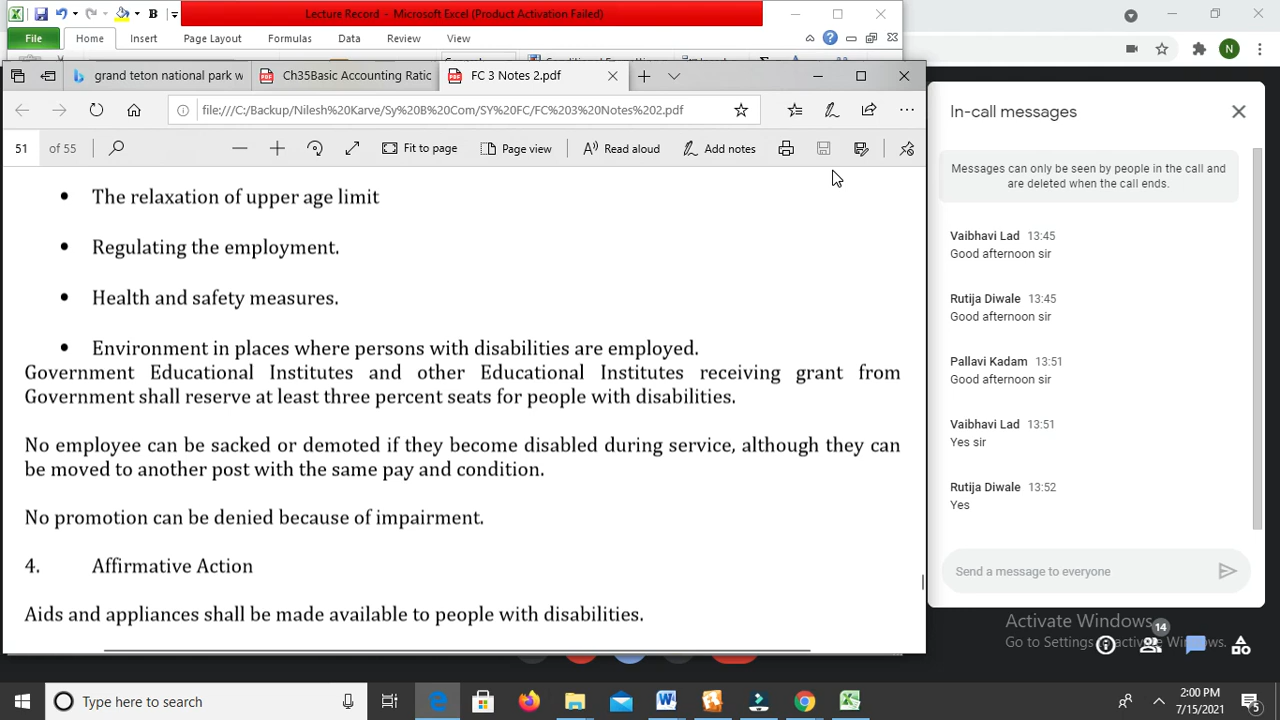 Lecture Record - Microsoft Excel (Product Activation Failed)
File Home Insert Page Layout Formulas Data Review View
grand teton national park w
Ch35Basic Accounting Ratic
FC 3 Notes 2.pdf
file:///C:/Backup/Nilesh%20Karve/Sy%20B%20Com/SY%20FC/FC%203%20Notes%202.pdf
51 of 55 Fit to page Page view Read aloud Add notes
• The relaxation of upper age limit
• Regulating the employment.
• Health and safety measures.
• Environment in places where persons with disabilities are employed.
Government Educational Institutes and other Educational Institutes receiving grant from
Government shall reserve at least three percent seats for people with disabilities.
No employee can be sacked or demoted if they become disabled during service, although they can
be moved to another post with the same pay and condition.
No promotion can be denied because of impairment.
4. Affirmative Action
Aids and appliances shall be made available to people with disabilities.
N
In-call messages
Messages can only be seen by people in the call and
are deleted when the call ends.
Vaibhavi Lad 13:45
Good afternoon sir
Rutija Diwale 13:45
Good afternoon sir
Pallavi Kadam 13:51
Good afternoon sir
Vaibhavi Lad 13:51
Yes sir
Rutija Diwale 13:52
Yes
Send a message to everyone
Activate Windows
Go to Settings to activate Windows.
14
Type here to search
2:00 PM
7/15/2021
5